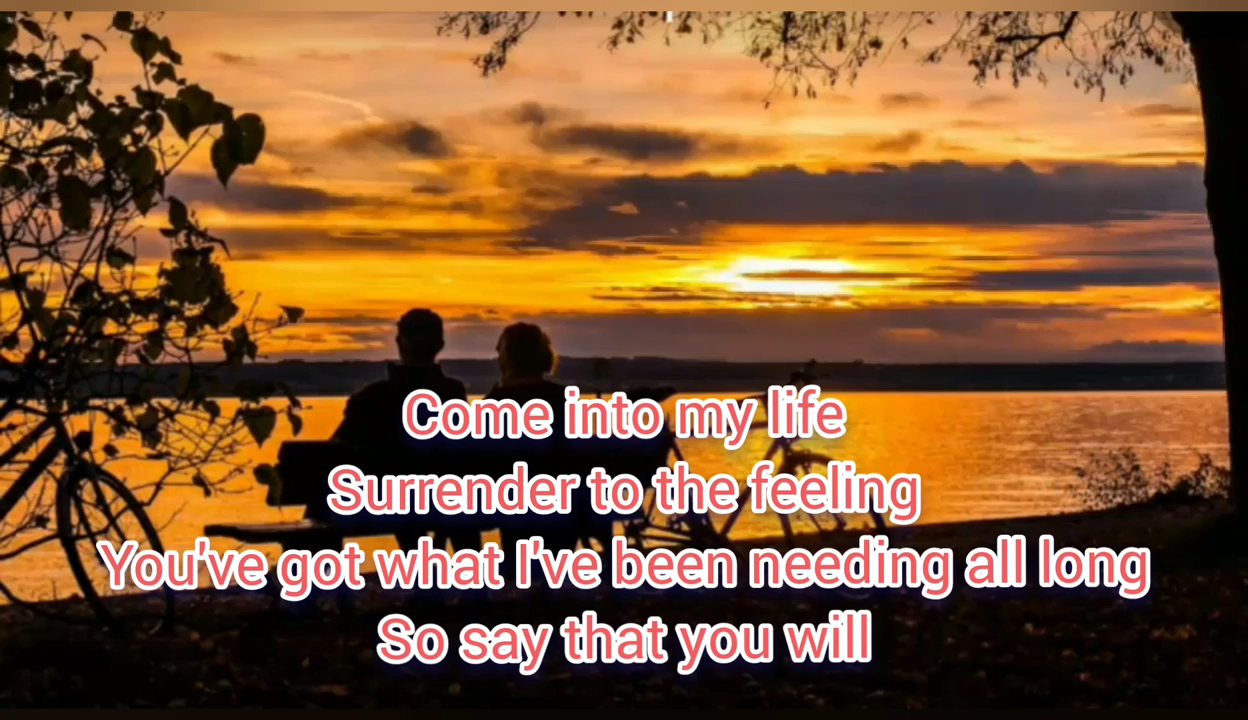 Come into my life
Surrender to the feeling
You've got what I've been needing all long
So say that you will